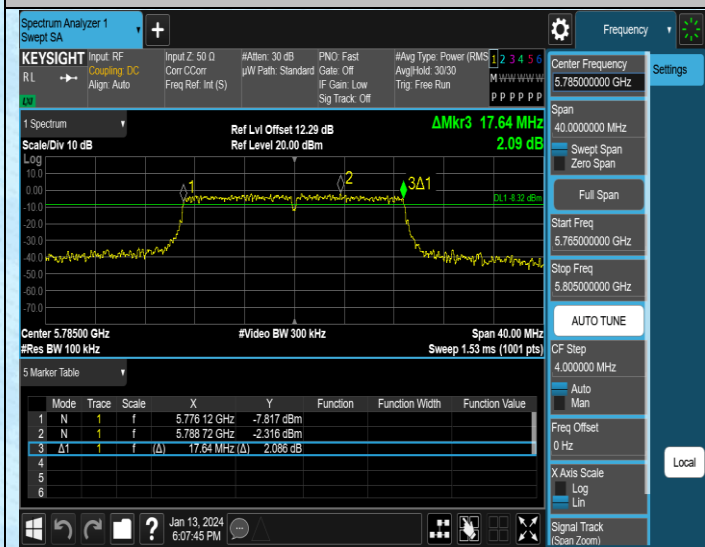 Spectrum Analyzer 1
Swept SA
Frequency
KEYSIGHT
RL
LXI
Input: RF
Coupling: DC
Align: Auto
Input Z: 50 Ω
Corr CCorr
Freq Ref: Int (S)
#Atten: 30 dB
µW Path: Standard
PNO: Fast
Gate: Off
IF Gain: Low
Sig Track: Off
#Avg Type: Power (RMS
Avg|Hold: 30/30
Trig: Free Run
1 2 3 4 5 6
M W W W W W
P P P P P P
Center Frequency
5.785000000 GHz
Settings
1 Spectrum
Scale/Div 10 dB
Ref Lvl Offset 12.29 dB
Ref Level 20.00 dBm
ΔMkr3 17.64 MHz
2.09 dB
Span
40.0000000 MHz
Swept Span
Zero Span
Full Span
Start Freq
5.765000000 GHz
Stop Freq
5.805000000 GHz
AUTO TUNE
CF Step
4.000000 MHz
Auto
Man
Freq Offset
0 Hz
X Axis Scale
Log
Lin
Local
Signal Track
(Span Zoom)
Log
10.0
0.00
-10.0
-20.0
-30.0
-40.0
-50.0
-60.0
-70.0
1
2
3Δ1
DL1 -8.32 dBm
Center 5.78500 GHz
#Video BW 300 kHz
Span 40.00 MHz
#Res BW 100 kHz
Sweep 1.53 ms (1001 pts)
5 Marker Table
Mode Trace Scale X Y Function Function Width Function Value
1 N 1 f 5.776 12 GHz -7.817 dBm
2 N 1 f 5.788 72 GHz -2.316 dBm
3 Δ1 1 f (Δ) 17.64 MHz (Δ) 2.086 dB
4
5
6
?
Jan 13, 2024
6:07:45 PM